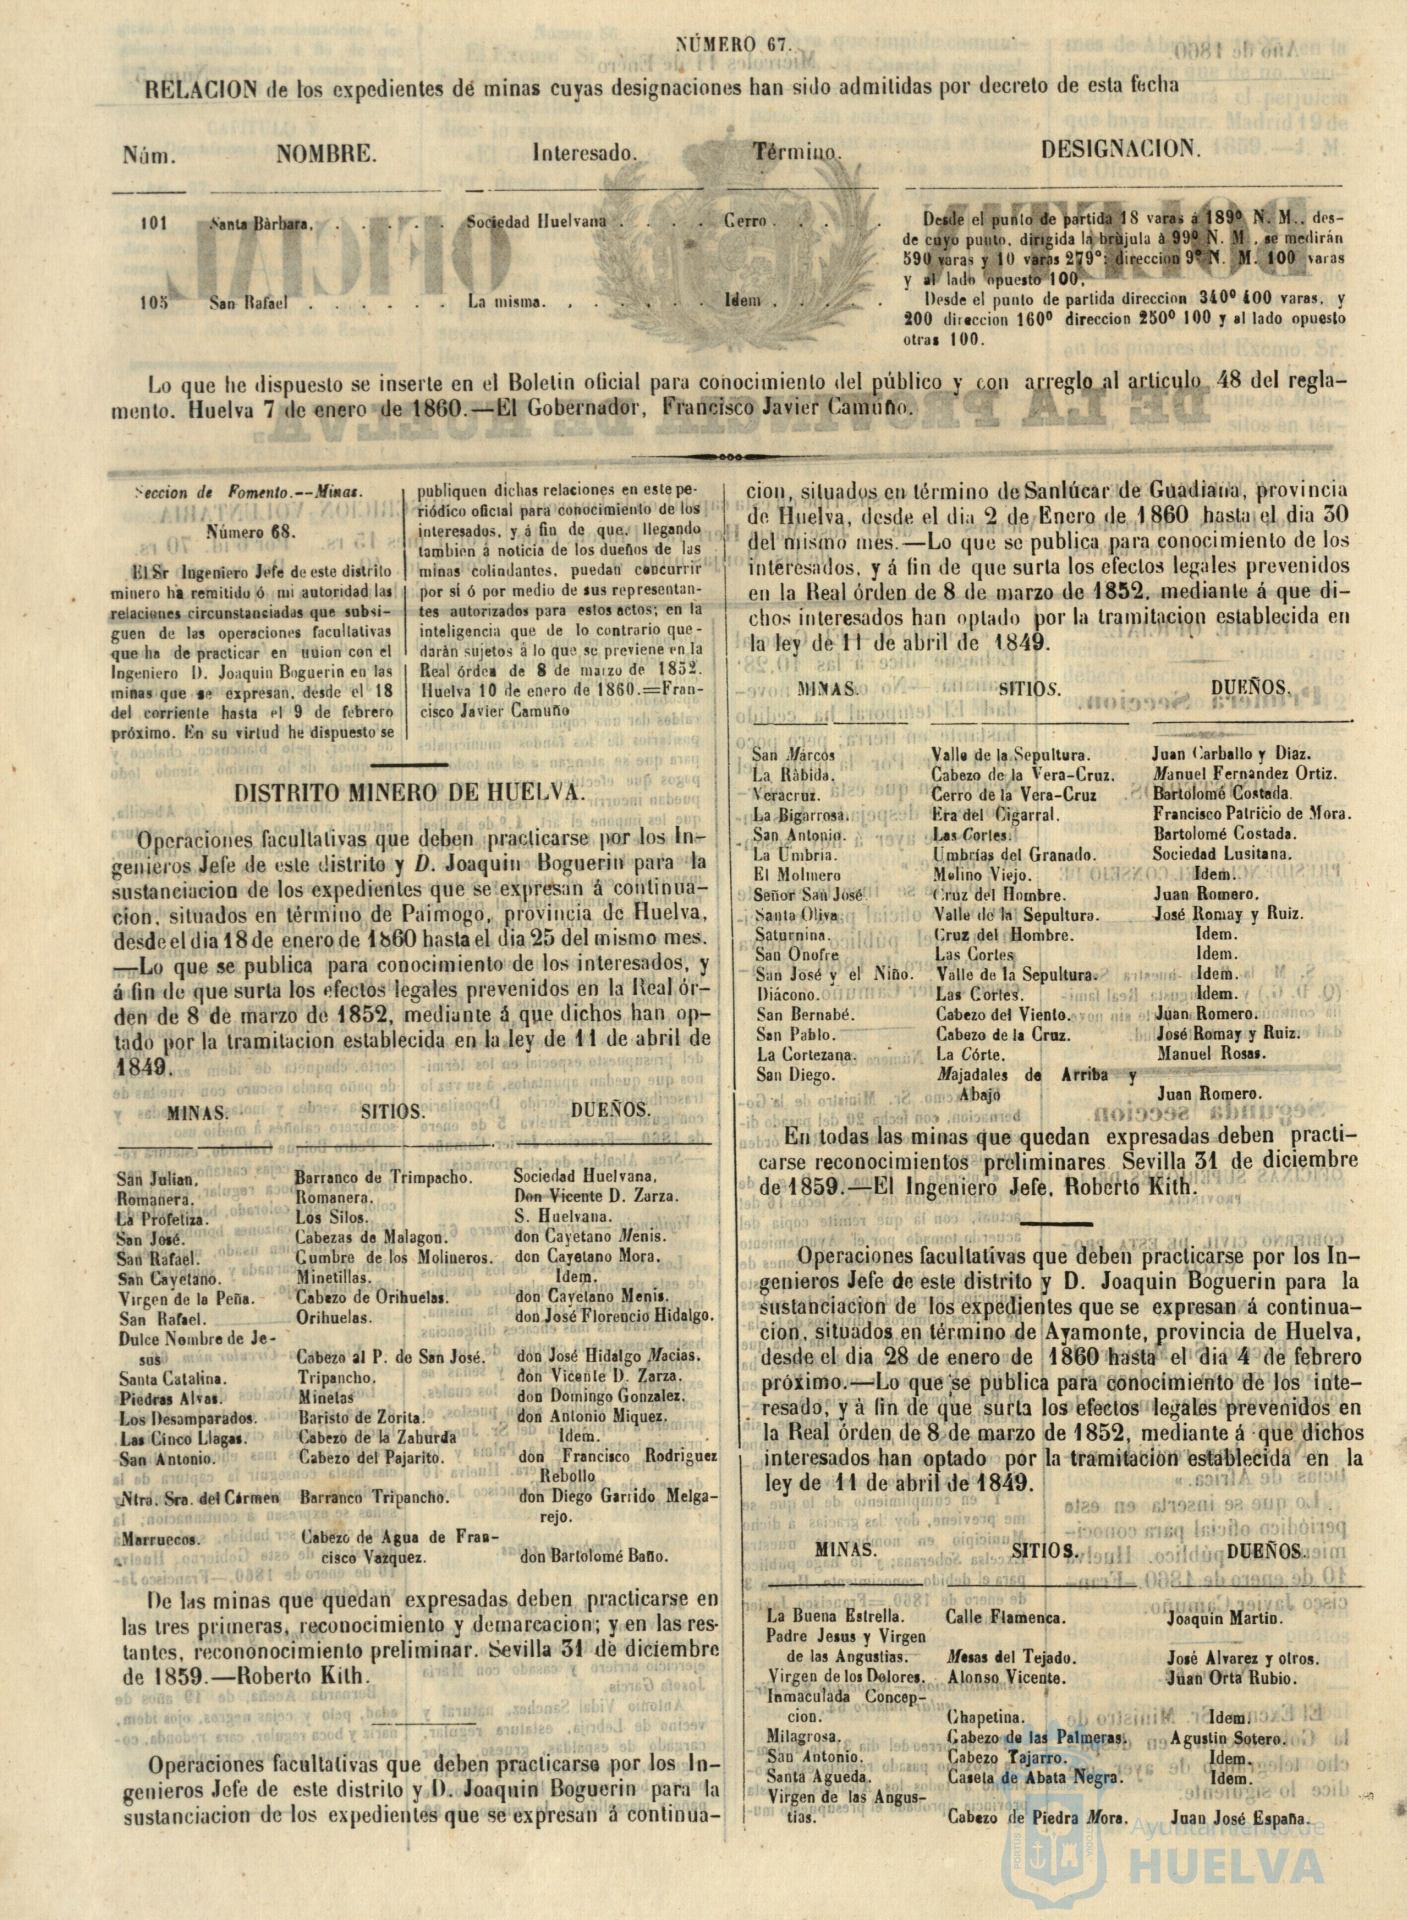 NÚMERO 67.
RELACION de los expedientes de minas cuyas designaciones han sido admitidas por decreto de esta fecha
Núm. NOMBRE. Interesado. Término. DESIGNACION.
101 Santa Bàrbara. . . . . . Sociedad Huelvana . . . . Cerro . . . . Desde el punto de partida 18 varas á 189º N. M., des-
de cuyo punto, dirigida la brùjula à 99º N. M., se medirán
590 varas y 10 varas 279º: direccion 9º N. M. 100 varas
y al lado opuesto 100.
105 San Rafael . . . . . . La misma. . . . . . . Idem . . . . Desde el punto de partida direccion 340º 400 varas, y
200 direccion 160º direccion 250º 100 y al lado opuesto
otras 100.
Lo que he dispuesto se inserte en el Boletin oficial para conocimiento del público y con arreglo al articulo 48 del regla-
mento. Huelva 7 de enero de 1860.—El Gobernador, Francisco Javier Camuño.
Seccion de Fomento.--Minas.
Número 68.
El Sr Ingeniero Jefe de este distrito
minero ha remitido ó mi autoridad las
relaciones circunstanciadas que subsi-
guen de las operaciones facultativas
que ha de practicar en uuion con el
Ingeniero D. Joaquin Boguerin en las
minas que se expresan, desde el 18
del corriente hasta el 9 de febrero
próximo. En su virtud he dispuesto se
publiquen dichas relaciones en este pe-
riódico oficial para conocimiento de los
interesados, y á fin de que, llegando
tambien á noticia de los dueños de las
minas colindantes, puedan concurrir
por sí ó por medio de sus representan-
tes autorizados para estos actos; en la
inteligencia que de lo contrario que-
darán sujetos à lo que se previene en la
Real órden de 8 de marzo de 1852.
Huelva 10 de enero de 1860.=Fran-
cisco Javier Camuño
DISTRITO MINERO DE HUELVA.
Operaciones facultativas que deben practicarse por los In-
genieros Jefe de este distrito y D. Joaquin Boguerin para la
sustanciacion de los expedientes que se expresan á continua-
cion, situados en término de Paimogo, provincia de Huelva,
desde el dia 18 de enero de 1860 hasta el dia 25 del mismo mes.
—Lo que se publica para conocimiento de los interesados, y
á fin de que surta los efectos legales prevenidos en la Real ór-
den de 8 de marzo de 1852, mediante á que dichos han op-
tado por la tramitacion establecida en la ley de 11 de abril de
1849.
MINAS. SITIOS. DUEÑOS.
San Julian. Barranco de Trimpacho. Sociedad Huelvana.
Romanera. Romanera. Don Vicente D. Zarza.
La Profetiza. Los Silos. S. Huelvana.
San José. Cabezas de Malagon. don Cayetano Menis.
San Rafael. Cumbre de los Molineros. don Cayetano Mora.
San Cayetano. Minetillas. Idem.
Virgen de la Peña. Cabezo de Orihuelas. don Cayetano Menis.
San Rafael. Orihuelas. don José Florencio Hidalgo.
Dulce Nombre de Je-
sus Cabezo al P. de San José. don José Hidalgo Macias.
Santa Catalina. Tripancho. don Vicente D. Zarza.
Piedras Alvas. Minetas don Domingo Gonzalez.
Los Desamparados. Baristo de Zorita. don Antonio Miquez.
Las Cinco Llagas. Cabezo de la Zahurda Idem.
San Antonio. Cabezo del Pajarito. don Francisco Rodriguez
Rebollo
Ntra. Sra. del Càrmen Barranco Tripancho. don Diego Garrido Melga-
rejo.
Marruecos. Cabezo de Agua de Fran-
cisco Vazquez. don Bartolomé Baño.
De las minas que quedan expresadas deben practicarse en
las tres primeras, reconocimiento y demarcacion; y en las res-
tantes, recononocimiento preliminar. Sevilla 31 de diciembre
de 1859.—Roberto Kith.
Operaciones facultativas que deben practicarse por los In-
genieros Jefe de este distrito y D. Joaquin Boguerin para la
sustanciacion de los expedientes que se expresan á continua-
cion, situados en término de Sanlúcar de Guadiana, provincia
de Huelva, desde el dia 2 de Enero de 1860 hasta el dia 30
del mismo mes.—Lo que se publica para conocimiento de los
interesados, y á fin de que surta los efectos legales prevenidos
en la Real órden de 8 de marzo de 1852, mediante á que di-
chos interesados han optado por la tramitacion establecida en
la ley de 11 de abril de 1849.
MINAS. SITIOS. DUEÑOS.
San Márcos Valle de la Sepultura. Juan Carballo y Diaz.
La Ràbida. Cabezo de la Vera-Cruz. Manuel Fernandez Ortiz.
Veracruz. Cerro de la Vera-Cruz Bartolomé Costada.
La Bigarrosa. Era del Cigarral. Francisco Patricio de Mora.
San Antonio. Las Cortes. Bartolomé Costada.
La Umbria. Umbrías del Granado. Sociedad Lusitana.
El Molinero Molino Viejo. Idem.
Señor San José. Cruz del Hombre. Juan Romero.
Santa Oliva Valle de la Sepultura. José Romay y Ruiz.
Saturnina. Cruz del Hombre. Idem.
San Onofre Las Cortes Idem.
San José y el Niño. Valle de la Sepultura. Idem.
Diácono. Las Cortes. Idem.
San Bernabé. Cabezo del Viento. Juan Romero.
San Pablo. Cabezo de la Cruz. José Romay y Ruiz.
La Cortezana. La Córte. Manuel Rosas.
San Diego. Majadales de Arriba y
Abajo Juan Romero.
En todas las minas que quedan expresadas deben practi-
carse reconocimientos preliminares Sevilla 31 de diciembre
de 1859.—El Ingeniero Jefe, Roberto Kith.
Operaciones facultativas que deben practicarse por los In-
genieros Jefe de este distrito y D. Joaquin Boguerin para la
sustanciacion de los expedientes que se expresan á continua-
cion, situados en término de Ayamonte, provincia de Huelva,
desde el dia 28 de enero de 1860 hasta el dia 4 de febrero
próximo.—Lo que se publica para conocimiento de los inte-
resado, y á fin de que surta los efectos legales prevenidos en
la Real órden de 8 de marzo de 1852, mediante á que dichos
interesados han optado por la tramitacion establecida en la
ley de 11 de abril de 1849.
MINAS. SITIOS. DUEÑOS.
La Buena Estrella. Calle Flamenca. Joaquin Martin.
Padre Jesus y Virgen
de las Angustias. Mesas del Tejado. José Alvarez y otros.
Virgen de los Dolores. Alonso Vicente. Juan Orta Rubio.
Inmaculada Concep-
cion. Chapetina. Idem.
Milagrosa. Cabezo de las Palmeras. Agustin Sotero.
San Antonio. Cabezo Tajarro. Idem.
Santa Agueda. Caseta de Abata Negra. Idem.
Virgen de las Angus-
tias. Cabezo de Piedra Mora. Juan José España.
Ayuntamiento de
HUELVA